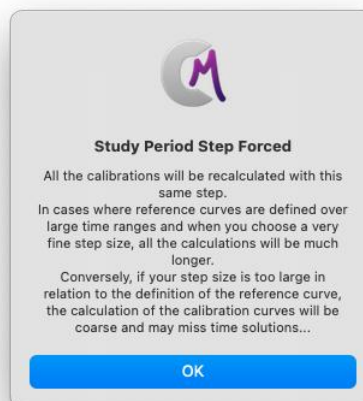 CM
Study Period Step Forced
All the calibrations will be recalculated with this
same step.
In cases where reference curves are defined over
large time ranges and when you choose a very
fine step size, all the calculations will be much
longer.
Conversely, if your step size is too large in
relation to the definition of the reference curve,
the calculation of the calibration curves will be
coarse and may miss time solutions...
OK